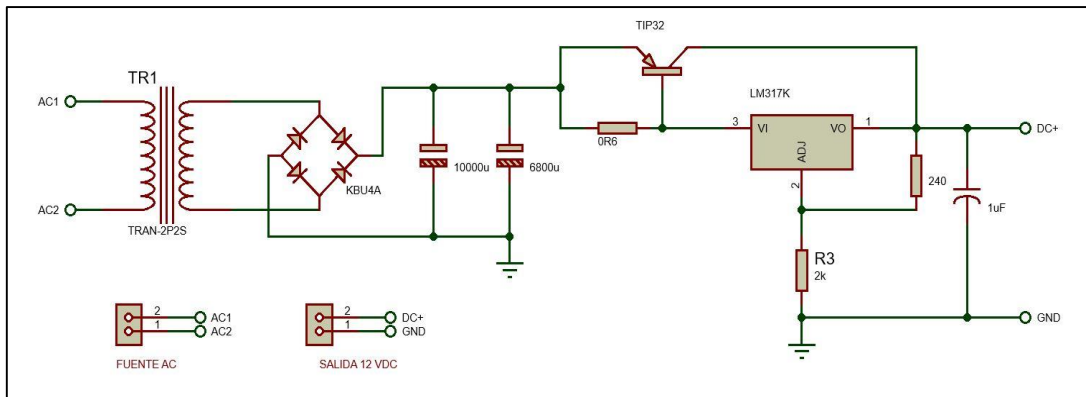 TIP32
TR1
LM317K
AC1
3
VI
VO
1
DC+
0R6
ADJ
10000u
6800u
KBU4A
240
2
1uF
AC2
TRAN-2P2S
R3
2k
2
AC1
1
AC2
2
DC+
1
GND
GND
FUENTE AC
SALIDA 12 VDC